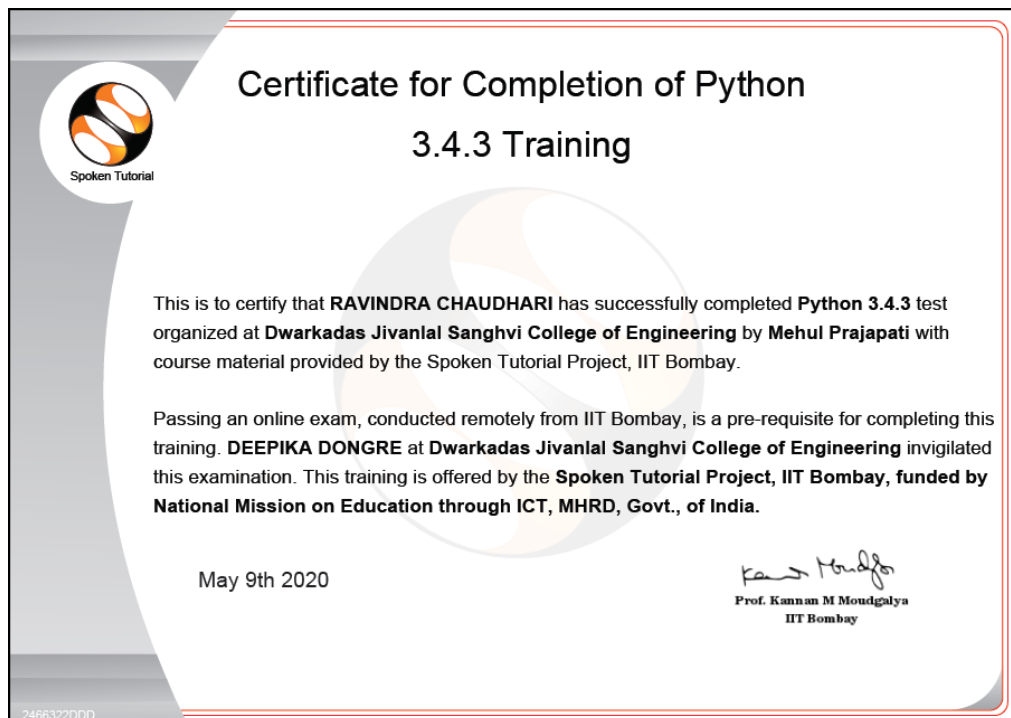 Certificate for Completion of Python
3.4.3 Training
Spoken Tutorial
This is to certify that RAVINDRA CHAUDHARI has successfully completed Python 3.4.3 test
organized at Dwarkadas Jivanlal Sanghvi College of Engineering by Mehul Prajapati with
course material provided by the Spoken Tutorial Project, IIT Bombay.
Passing an online exam, conducted remotely from IIT Bombay, is a pre-requisite for completing this
training. DEEPIKA DONGRE at Dwarkadas Jivanlal Sanghvi College of Engineering invigilated
this examination. This training is offered by the Spoken Tutorial Project, IIT Bombay, funded by
National Mission on Education through ICT, MHRD, Govt., of India.
May 9th 2020
Prof. Kannan M Moudgalya
IIT Bombay
2466322DDD